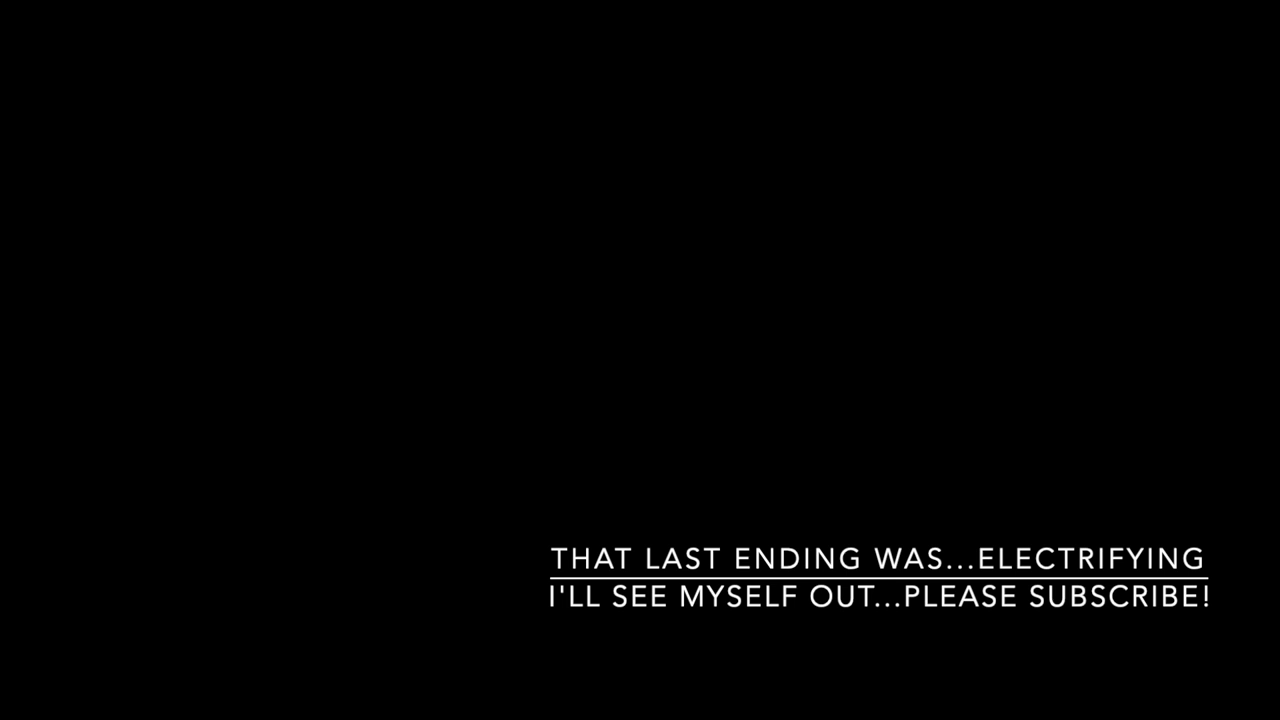 THAT LAST ENDING WAS...ELECTRIFYING
I'LL SEE MYSELF OUT...PLEASE SUBSCRIBE!